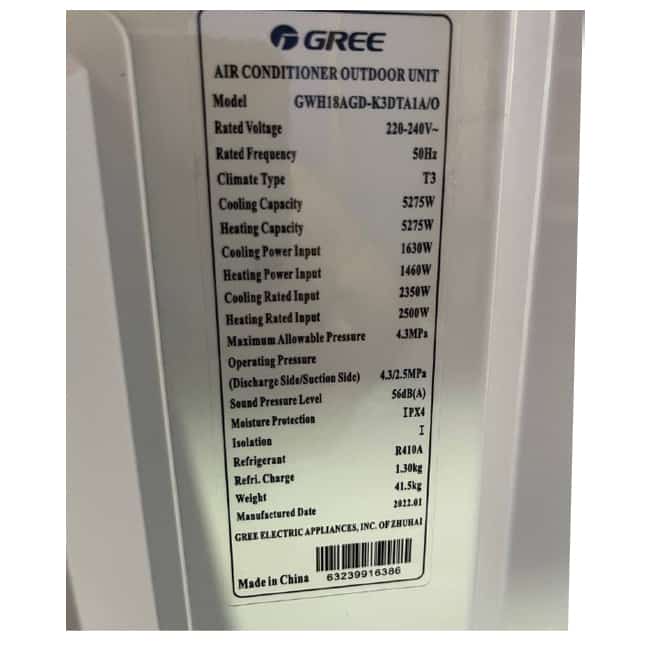 GREE
AIR CONDITIONER OUTDOOR UNIT
Model GWH18AGD-K3DTA1A/O
Rated Voltage 220-240V~
Rated Frequency 50Hz
Climate Type T3
Cooling Capacity 5275W
Heating Capacity 5275W
Cooling Power Input 1630W
Heating Power Input 1460W
Cooling Rated Input 2350W
Heating Rated Input 2500W
Maximum Allowable Pressure 4.3MPa
Operating Pressure
(Discharge Side/Suction Side) 4.3/2.5MPa
Sound Pressure Level 56dB(A)
Moisture Protection IPX4
Isolation I
Refrigerant R410A
Refri. Charge 1.30kg
Weight 41.5kg
Manufactured Date 2022.01
GREE ELECTRIC APPLIANCES, INC. OF ZHUHAI
Made in China 63239916386